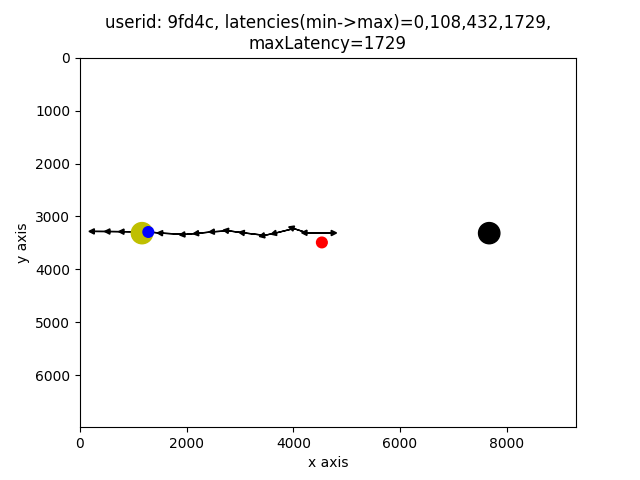 userid: 9fd4c, latencies(min->max)=0,108,432,1729,
maxLatency=1729
0
1000
2000
3000
4000
5000
6000
y axis
0 2000 4000 6000 8000
x axis